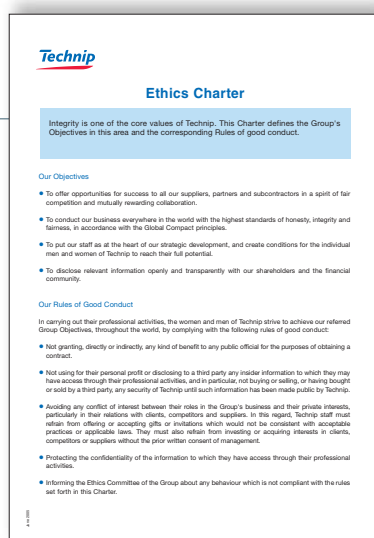 Technip
Ethics Charter
Integrity is one of the core values of Technip. This Charter defines the Group's
Objectives in this area and the corresponding Rules of good conduct.
Our Objectives
• To offer opportunities for success to all our suppliers, partners and subcontractors in a spirit of fair
competition and mutually rewarding collaboration.
• To conduct our business everywhere in the world with the highest standards of honesty, integrity and
fairness, in accordance with the Global Compact principles.
• To put our staff as at the heart of our strategic development, and create conditions for the individual
men and women of Technip to reach their full potential.
• To disclose relevant information openly and transparently with our shareholders and the financial
community.
Our Rules of Good Conduct
In carrying out their professional activities, the women and men of Technip strive to achieve our referred
Group Objectives, throughout the world, by complying with the following rules of good conduct:
• Not granting, directly or indirectly, any kind of benefit to any public official for the purposes of obtaining a
contract.
• Not using for their personal profit or disclosing to a third party any insider information to which they may
have access through their professional activities, and in particular, not buying or selling, or having bought
or sold by a third party, any security of Technip until such information has been made public by Technip.
• Avoiding any conflict of interest between their roles in the Group's business and their private interests,
particularly in their relations with clients, competitors and suppliers. In this regard, Technip staff must
refrain from offering or accepting gifts or invitations which would not be consistent with acceptable
practices or applicable laws. They must also refrain from investing or acquiring interests in clients,
competitors or suppliers without the prior written consent of management.
• Protecting the confidentiality of the information to which they have access through their professional
activities.
• Informing the Ethics Committee of the Group about any behaviour which is not compliant with the rules
set forth in this Charter.